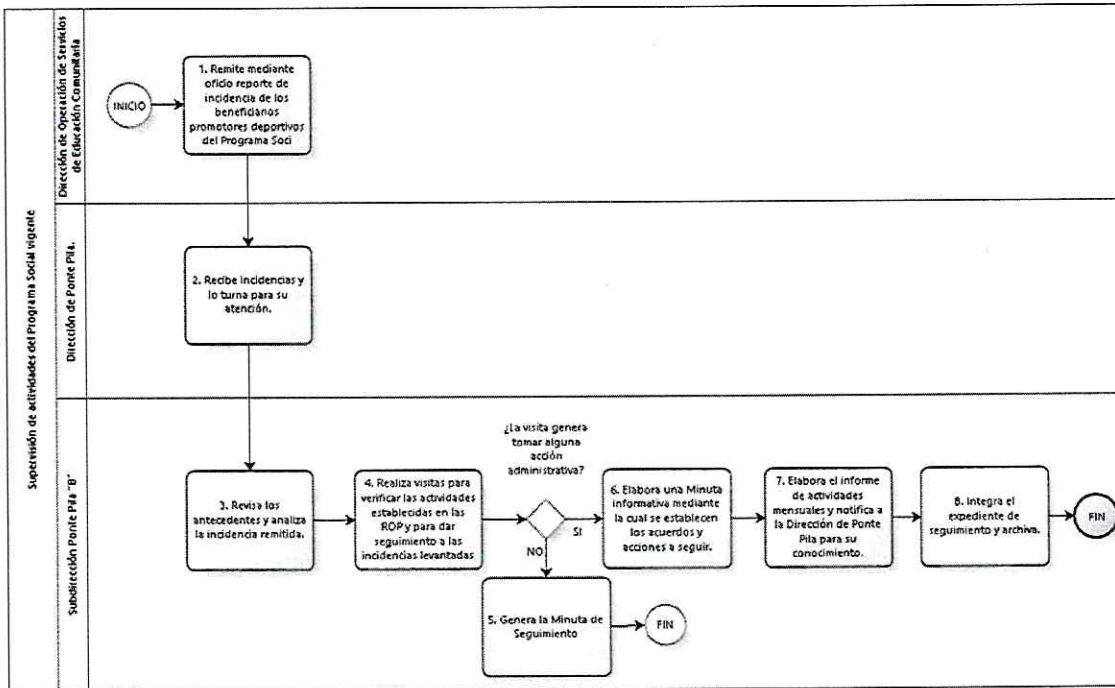 Supervisión de actividades del Programa Social vigente
Dirección de Operación de Servicios
de Educación Comunitaria
INICIO
1. Remite mediante
oficio reporte de
incidencia de los
beneficiarios
promotores deportivos
del Programa Soci
Dirección de Ponte Pila.
2. Recibe incidencias y
lo turna para su
atención.
Subdirección Ponte Pila "B"
3. Revisa los
antecedentes y analiza
la incidencia remitida.
4. Realiza visitas para
verificar las actividades
establecidas en las
ROP y para dar
seguimiento a las
incidencias levantadas
¿La visita genera
tomar alguna
acción
administrativa?
SI
NO
5. Genera la Minuta de
Seguimiento
FIN
6. Elabora una Minuta
informativa mediante
la cual se establecen
los acuerdos y
acciones a seguir.
7. Elabora el informe
de actividades
mensuales y notifica a
la Dirección de Ponte
Pila para su
conocimiento.
8. Integra el
expediente de
seguimiento y archiva.
FIN